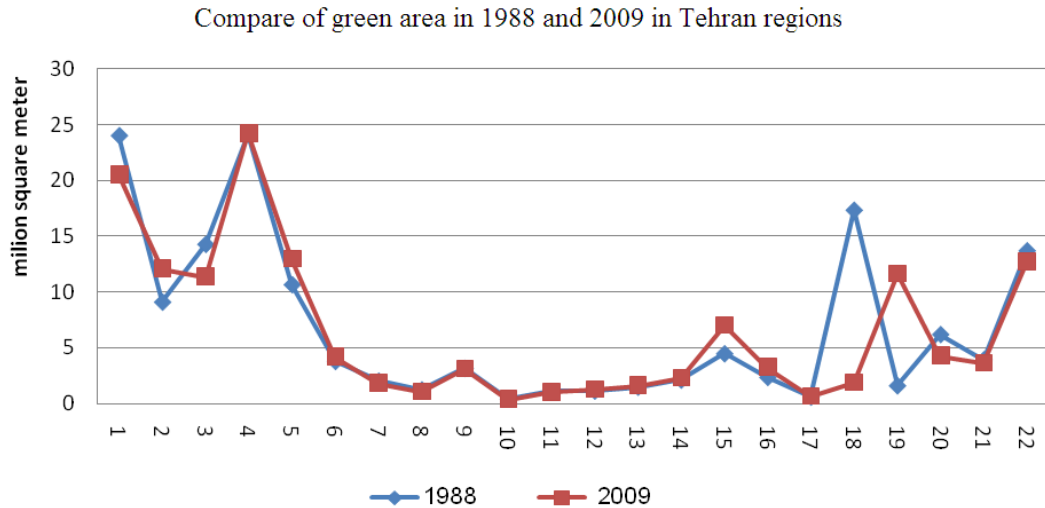 Compare of green area in 1988 and 2009 in Tehran regions
milion square meter
30
25
20
15
10
5
0
1 2 3 4 5 6 7 8 9 10 11 12 13 14 15 16 17 18 19 20 21 22
1988 2009